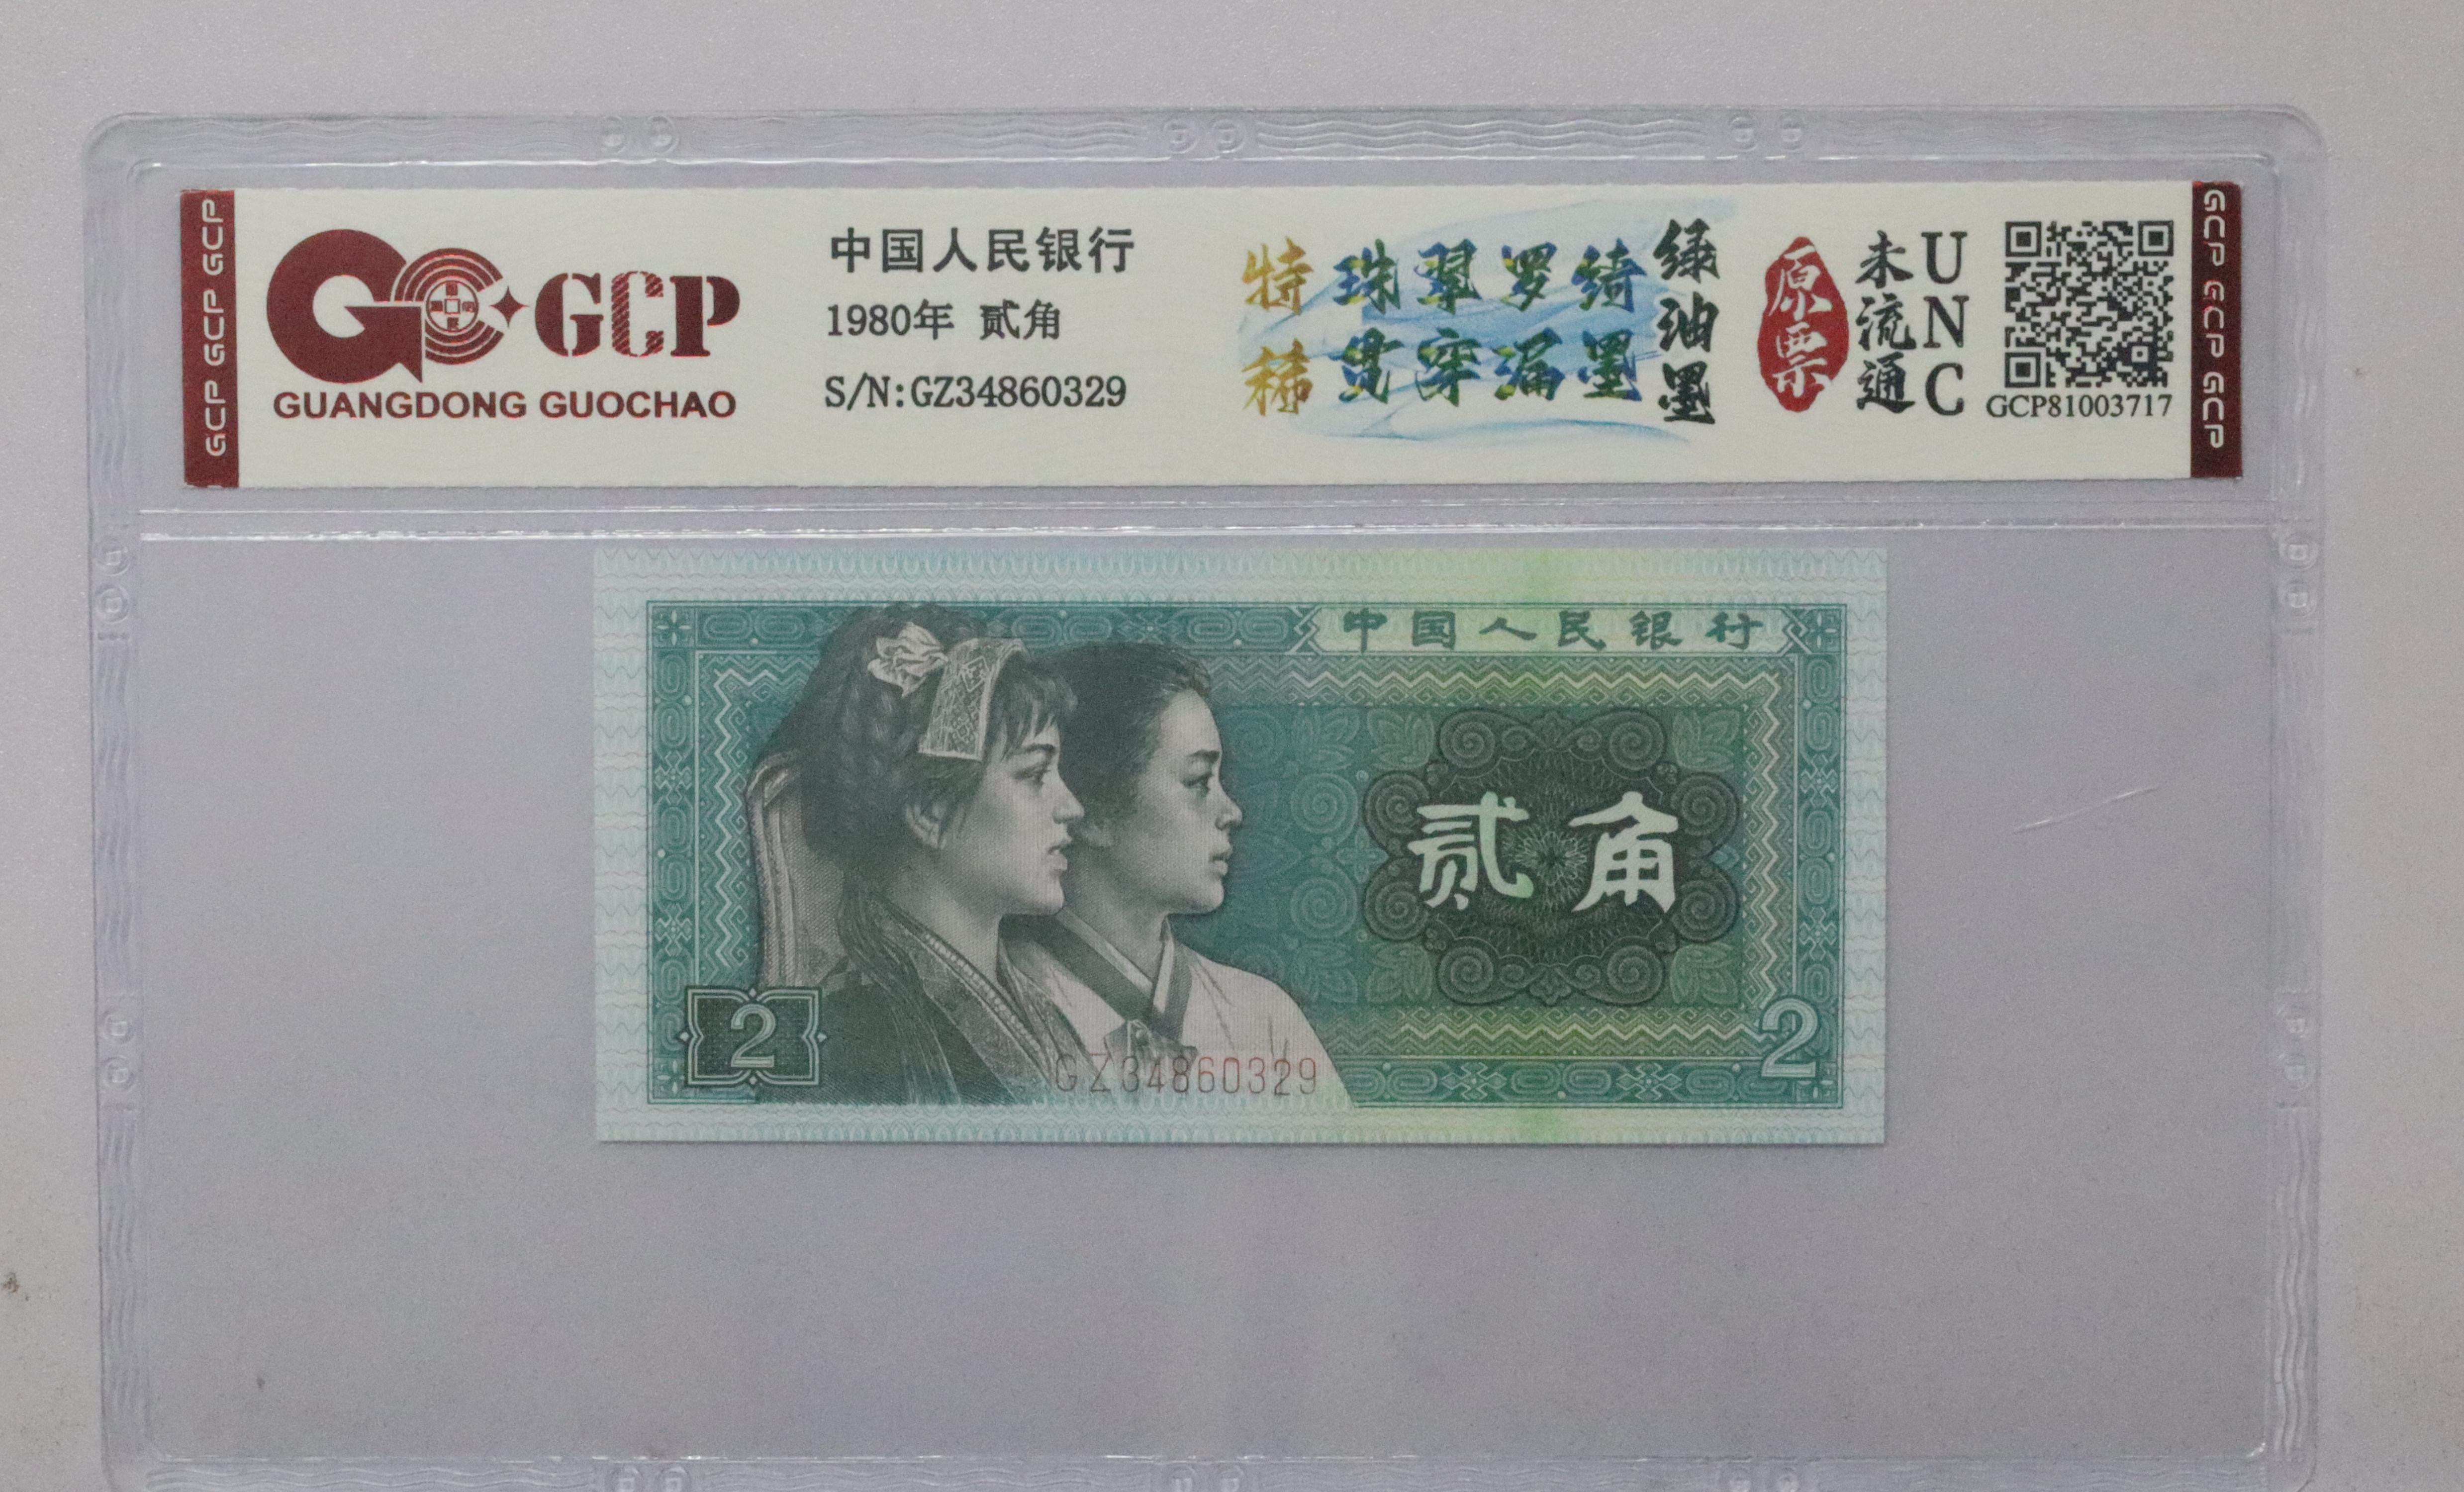 GCP GCP GCP
GCP
GUANGDONG GUOCHAO
中国人民银行
1980年 贰角
S/N:GZ34860329
特稀
珠翠罗绮
贯穿漏墨
绿油墨
原票
未流通
UNC
GCP81003717
GCP GCP GCP
中国人民银行
贰角
2
GZ34860329
2